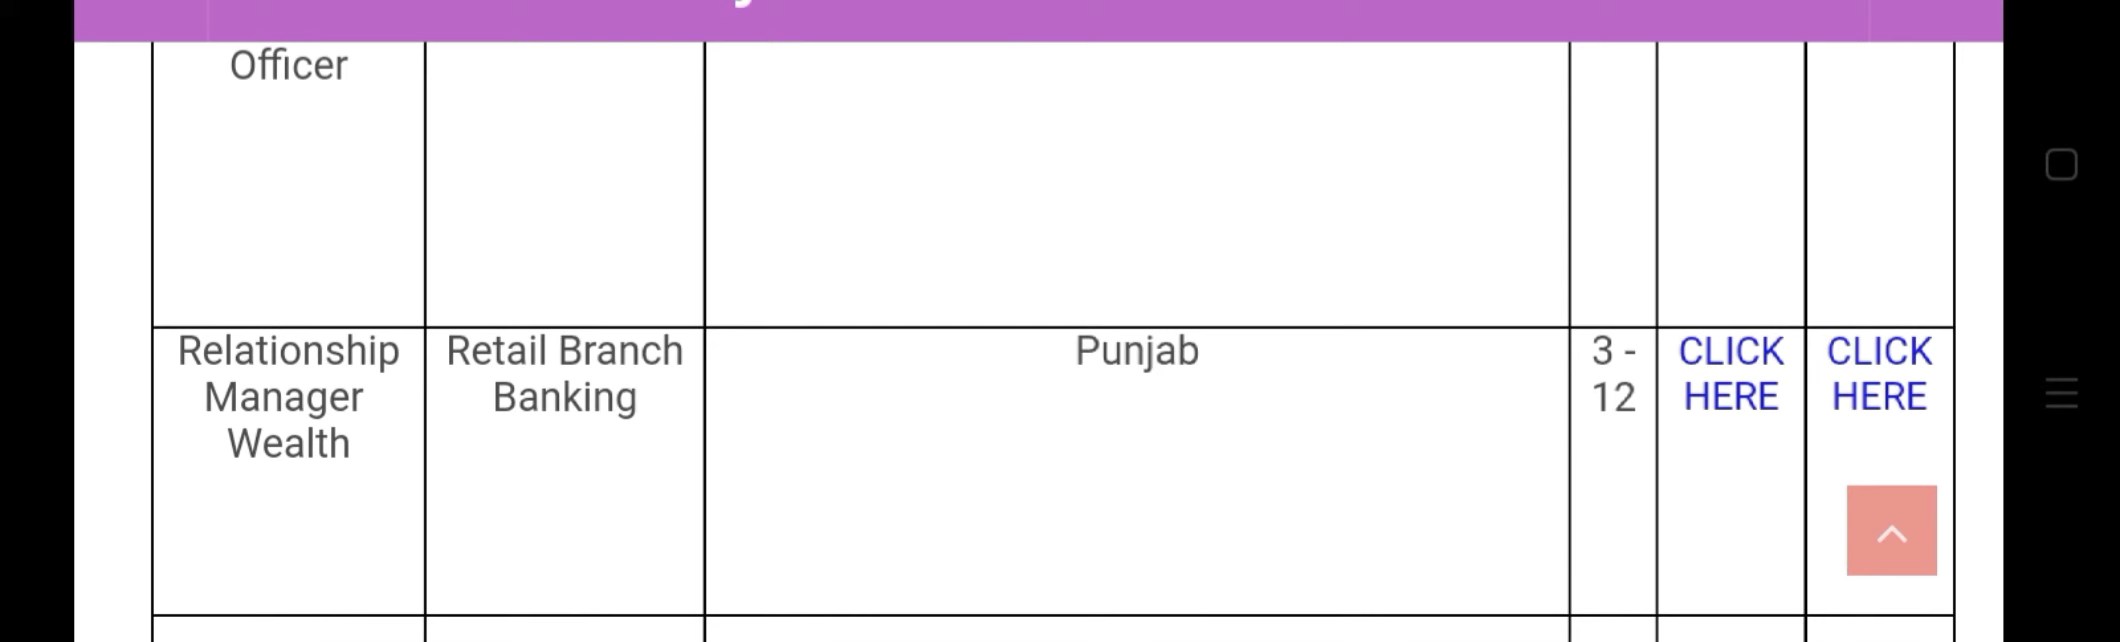 Officer
Relationship
Manager
Wealth
Retail Branch
Banking
Punjab
3 -
12
CLICK
HERE
CLICK
HERE